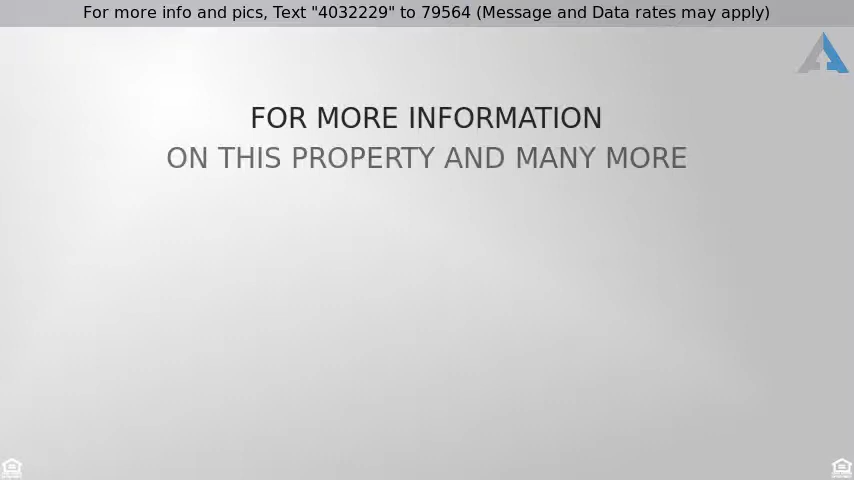 For more info and pics, Text "4032229" to 79564 (Message and Data rates may apply)
FOR MORE INFORMATION
ON THIS PROPERTY AND MANY MORE